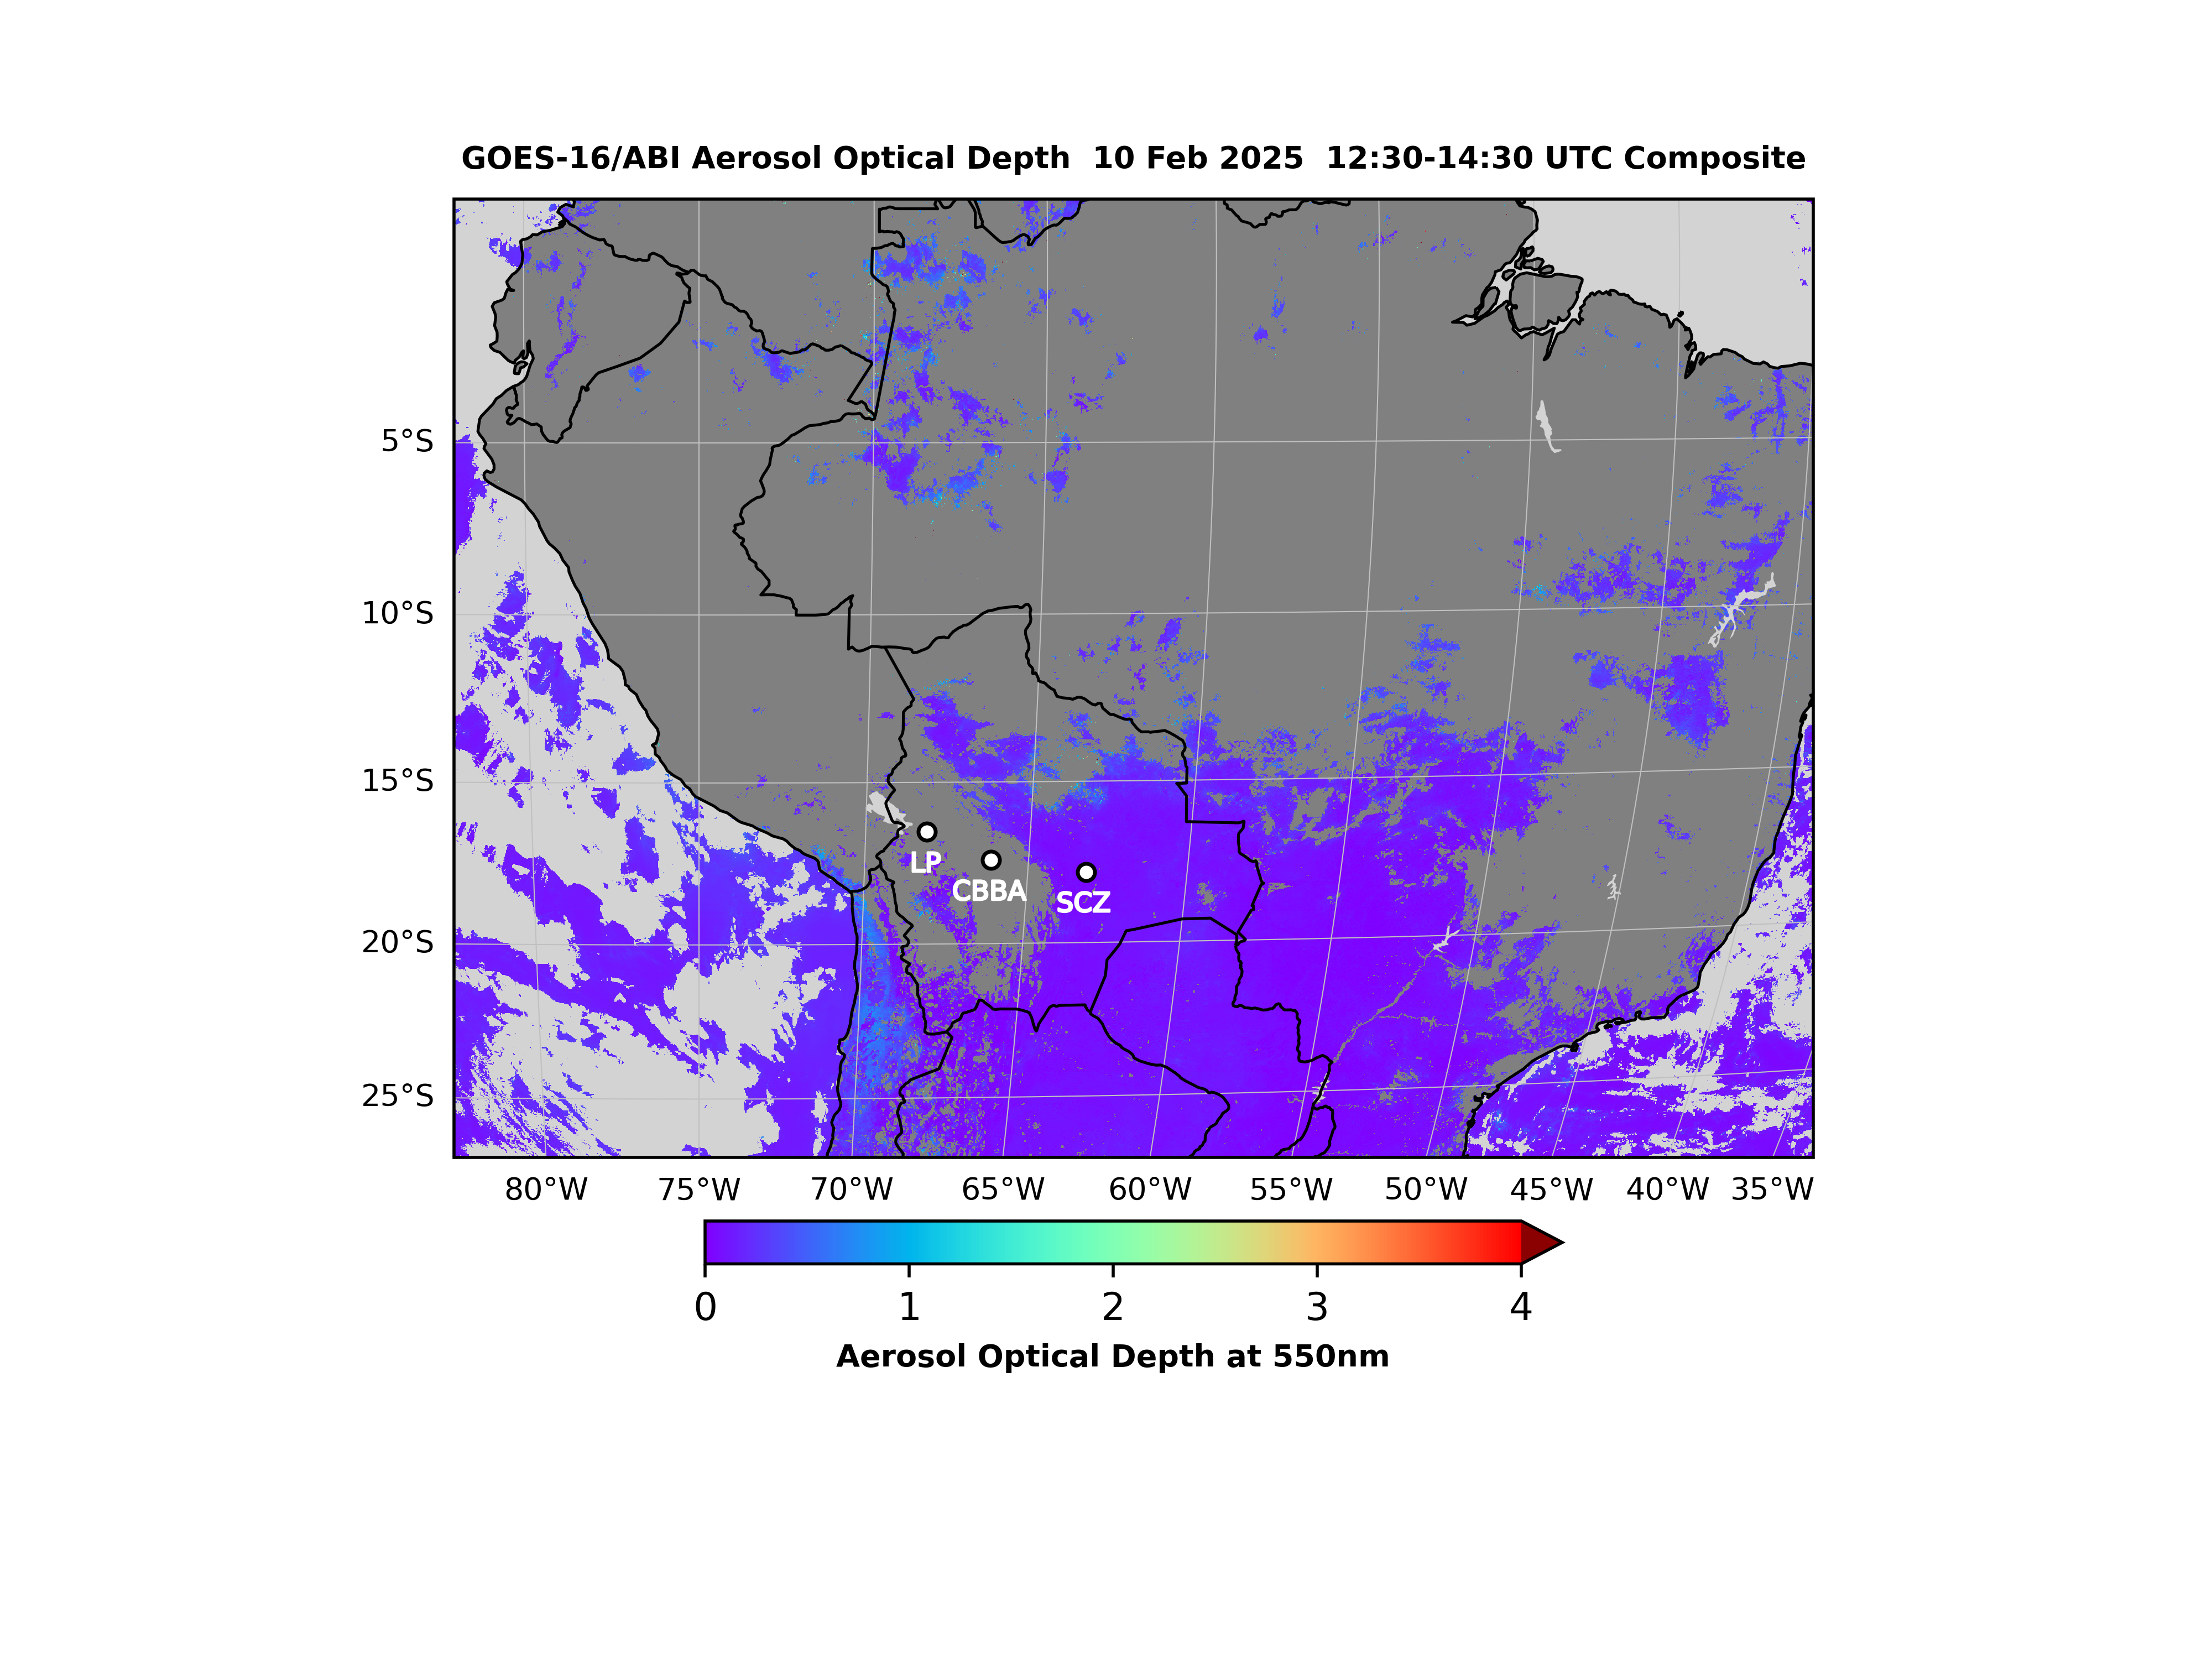 GOES-16/ABI Aerosol Optical Depth  10 Feb 2025  12:30-14:30 UTC Composite
5°S
10°S
15°S
LP
CBBA
SCZ
20°S
25°S
80°W 75°W 70°W 65°W 60°W 55°W 50°W 45°W 40°W 35°W
0 1 2 3 4
Aerosol Optical Depth at 550nm